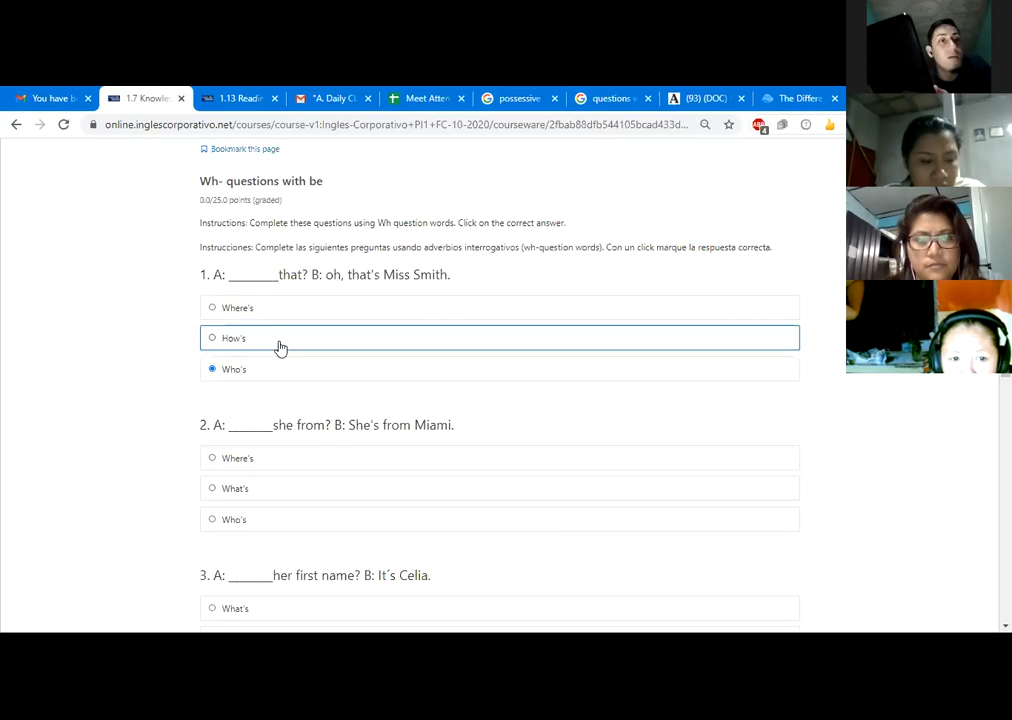 You have b
1.7 Knowle
1.13 Readi
"A. Daily Cl
Meet Atten
possessive
questions w
(93) (DOC)
The Differe
online.inglescorporativo.net/courses/course-v1:Ingles-Corporativo+PI1+FC-10-2020/courseware/2fbab88dfb544105bcad433d...
4
Bookmark this page
Wh- questions with be
0.0/25.0 points (graded)
Instructions: Complete these questions using Wh question words. Click on the correct answer.
Instrucciones: Complete las siguientes preguntas usando adverbios interrogativos (wh-question words). Con un click marque la respuesta correcta.
1. A: ________that? B: oh, that's Miss Smith.
Where's
How's
Who's
2. A: _______she from? B: She's from Miami.
Where's
What's
Who's
3. A: _______her first name? B: It´s Celia.
What's